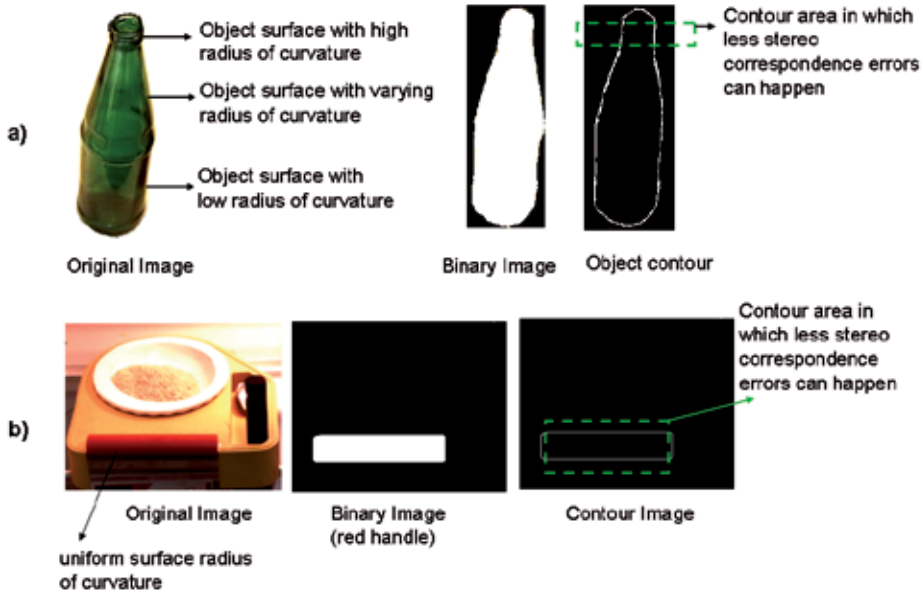 a)
Object surface with high
radius of curvature
Object surface with varying
radius of curvature
Object surface with
low radius of curvature
Contour area in which
less stereo
correspondence errors
can happen
Original Image
Binary Image
Object contour
b)
Contour area in
which less stereo
correspondence
errors can happen
Original Image
Binary Image
(red handle)
Contour Image
uniform surface radius
of curvature